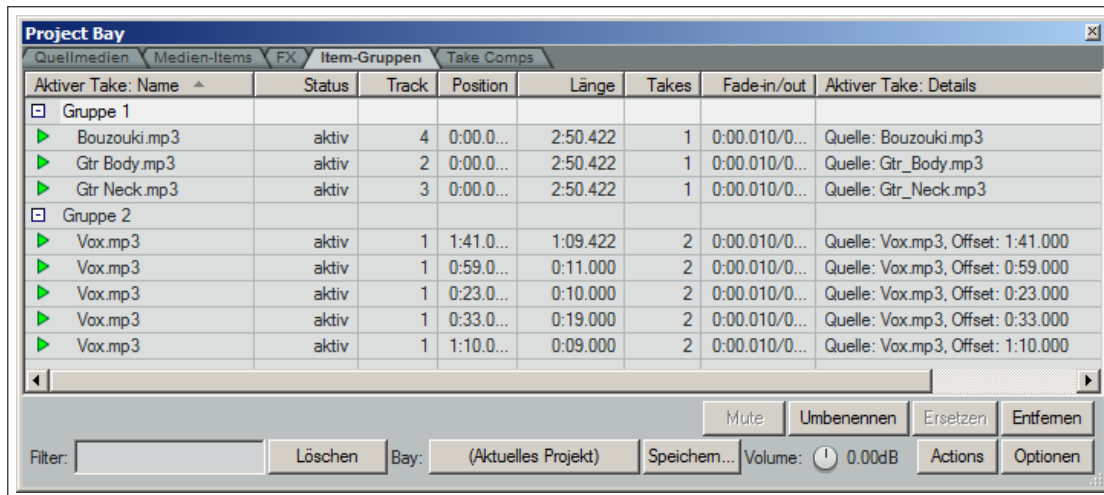 Project Bay
Quellmedien Medien-Items FX Item-Gruppen Take Comps
Aktiver Take: Name Status Track Position Länge Takes Fade-in/out Aktiver Take: Details
Gruppe 1
Bouzouki.mp3 aktiv 4 0:00.0... 2:50.422 1 0:00.010/0... Quelle: Bouzouki.mp3
Gtr Body.mp3 aktiv 2 0:00.0... 2:50.422 1 0:00.010/0... Quelle: Gtr_Body.mp3
Gtr Neck.mp3 aktiv 3 0:00.0... 2:50.422 1 0:00.010/0... Quelle: Gtr_Neck.mp3
Gruppe 2
Vox.mp3 aktiv 1 1:41.0... 1:09.422 2 0:00.010/0... Quelle: Vox.mp3, Offset: 1:41.000
Vox.mp3 aktiv 1 0:59.0... 0:11.000 2 0:00.010/0... Quelle: Vox.mp3, Offset: 0:59.000
Vox.mp3 aktiv 1 0:23.0... 0:10.000 2 0:00.010/0... Quelle: Vox.mp3, Offset: 0:23.000
Vox.mp3 aktiv 1 0:33.0... 0:19.000 2 0:00.010/0... Quelle: Vox.mp3, Offset: 0:33.000
Vox.mp3 aktiv 1 1:10.0... 0:09.000 2 0:00.010/0... Quelle: Vox.mp3, Offset: 1:10.000
Mute Umbenennen Ersetzen Entfernen
Filter: Löschen Bay: (Aktuelles Projekt) Speichern... Volume: 0.00dB Actions Optionen